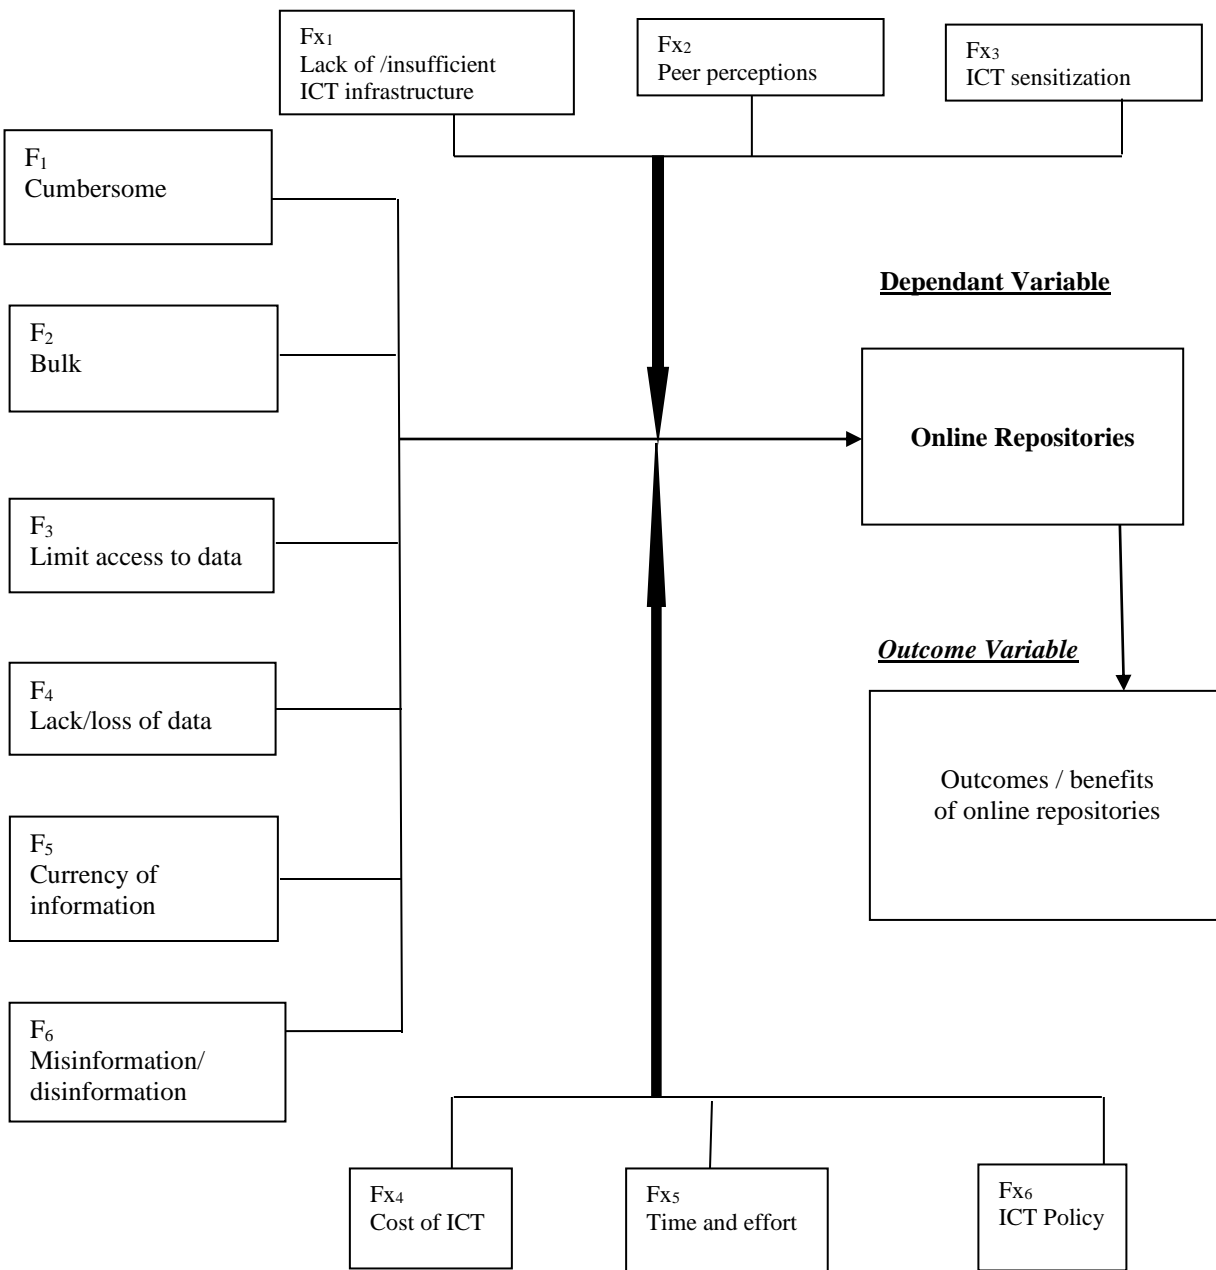 Fx1
Lack of /insufficient
ICT infrastructure
Fx2
Peer perceptions
Fx3
ICT sensitization
F1
Cumbersome
F2
Bulk
F3
Limit access to data
F4
Lack/loss of data
F5
Currency of
information
F6
Misinformation/
disinformation
Dependant Variable
Online Repositories
Outcome Variable
Outcomes / benefits
of online repositories
Fx4
Cost of ICT
Fx5
Time and effort
Fx6
ICT Policy